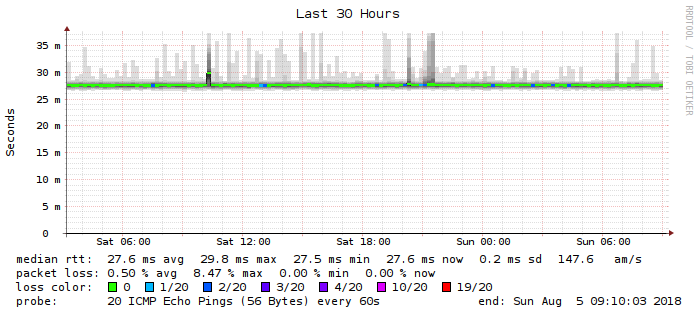 Last 30 Hours
RRDTOOL / TOBI OETIKER
Seconds
35 m
30 m
25 m
20 m
15 m
10 m
5 m
0
Sat 06:00 Sat 12:00 Sat 18:00 Sun 00:00 Sun 06:00
median rtt: 27.6 ms avg 29.8 ms max 27.5 ms min 27.6 ms now 0.2 ms sd 147.6 am/s
packet loss: 0.50 % avg 8.47 % max 0.00 % min 0.00 % now
loss color: 0 1/20 2/20 3/20 4/20 10/20 19/20
probe: 20 ICMP Echo Pings (56 Bytes) every 60s end: Sun Aug 5 09:10:03 2018